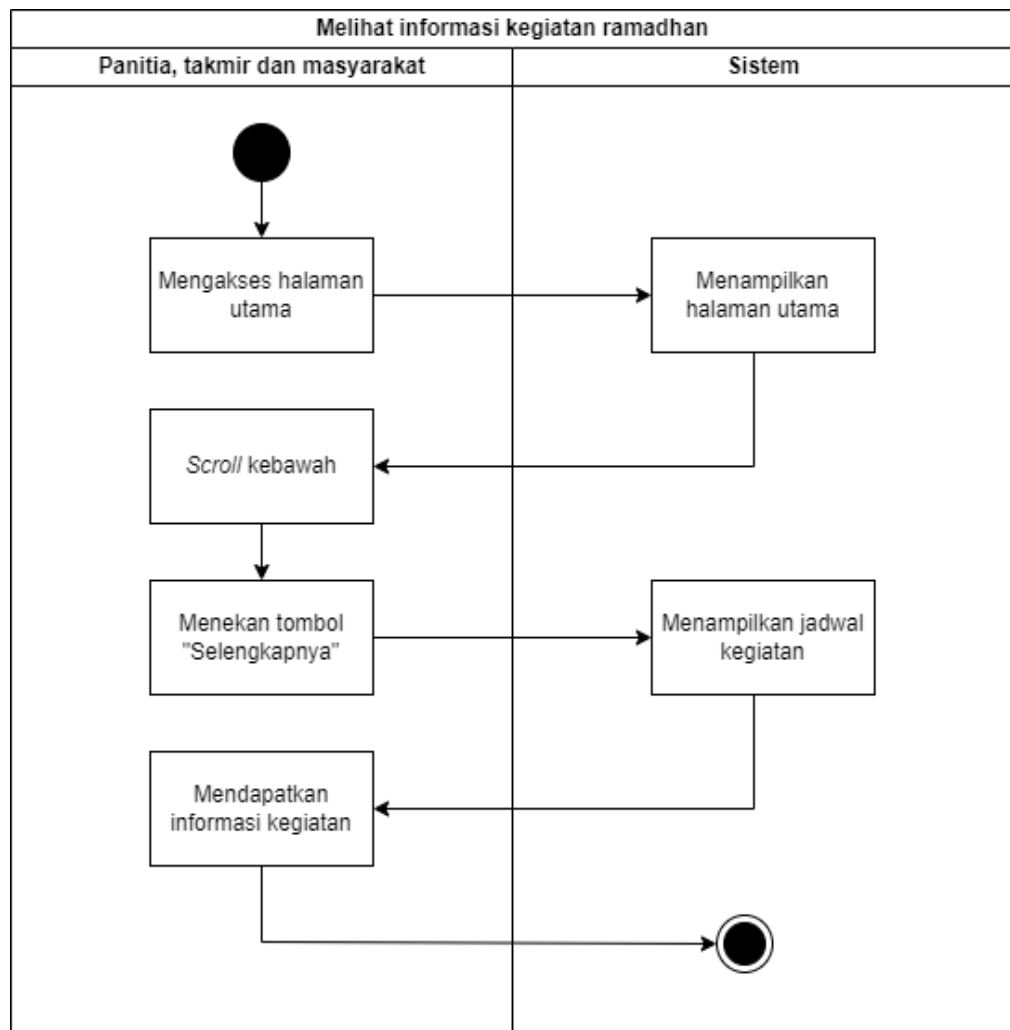 Melihat informasi kegiatan ramadhan
Panitia, takmir dan masyarakat
Sistem
Mengakses halaman
utama
Menampilkan
halaman utama
Scroll kebawah
Menekan tombol
"Selengkapnya"
Menampilkan jadwal
kegiatan
Mendapatkan
informasi kegiatan